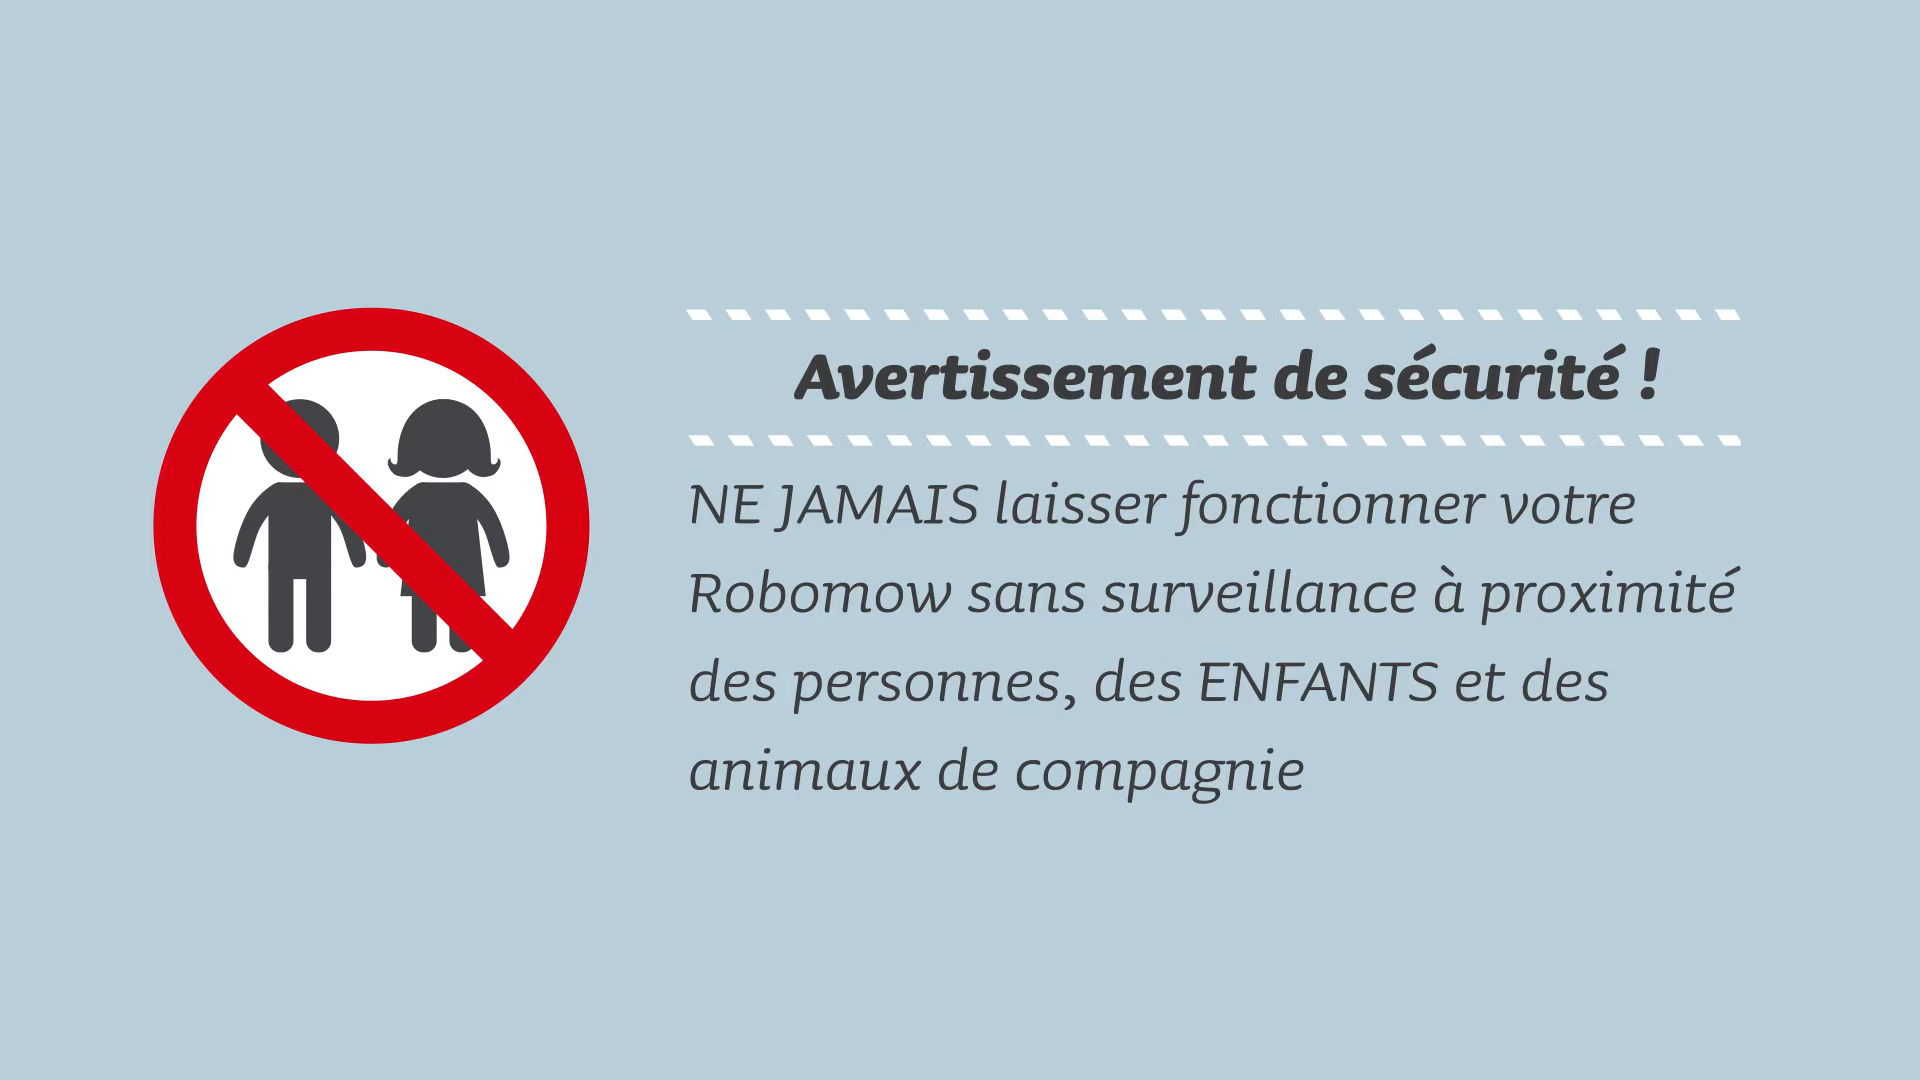 Avertissement de sécurité !
NE JAMAIS laisser fonctionner votre
Robomow sans surveillance à proximité
des personnes, des ENFANTS et des
animaux de compagnie